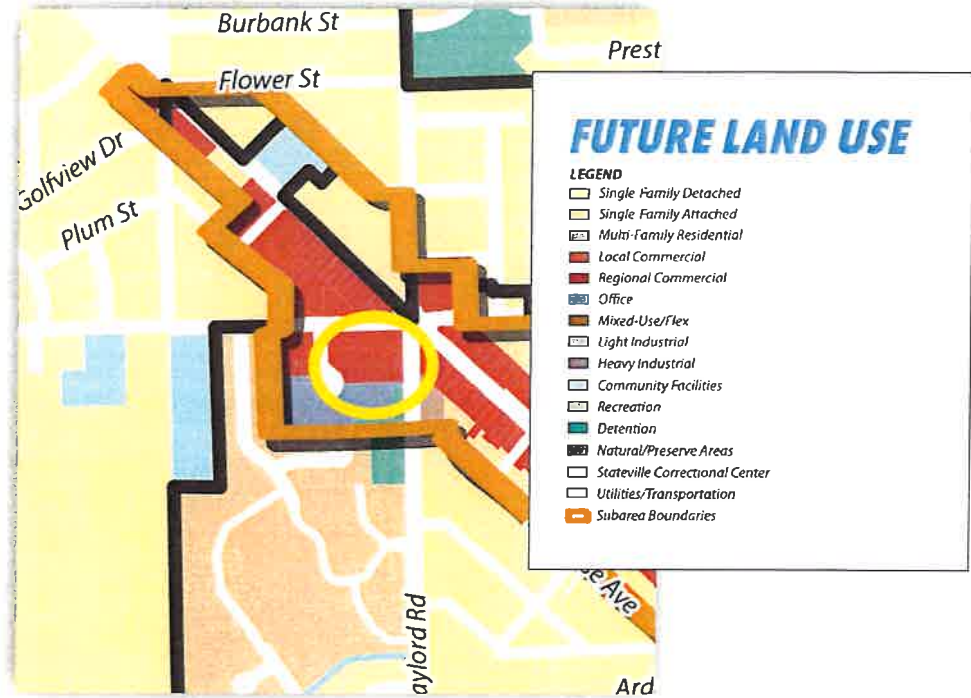 Burbank St
Prest
Flower St
Golfview Dr
Plum St
FUTURE LAND USE
LEGEND
Single Family Detached
Single Family Attached
Multi-Family Residential
Local Commercial
Regional Commercial
Office
Mixed-Use/Flex
Light Industrial
Heavy Industrial
Community Facilities
Recreation
Detention
Natural/Preserve Areas
Stateville Correctional Center
Utilities/Transportation
Subarea Boundaries
se Ave
aylord Rd
Ard